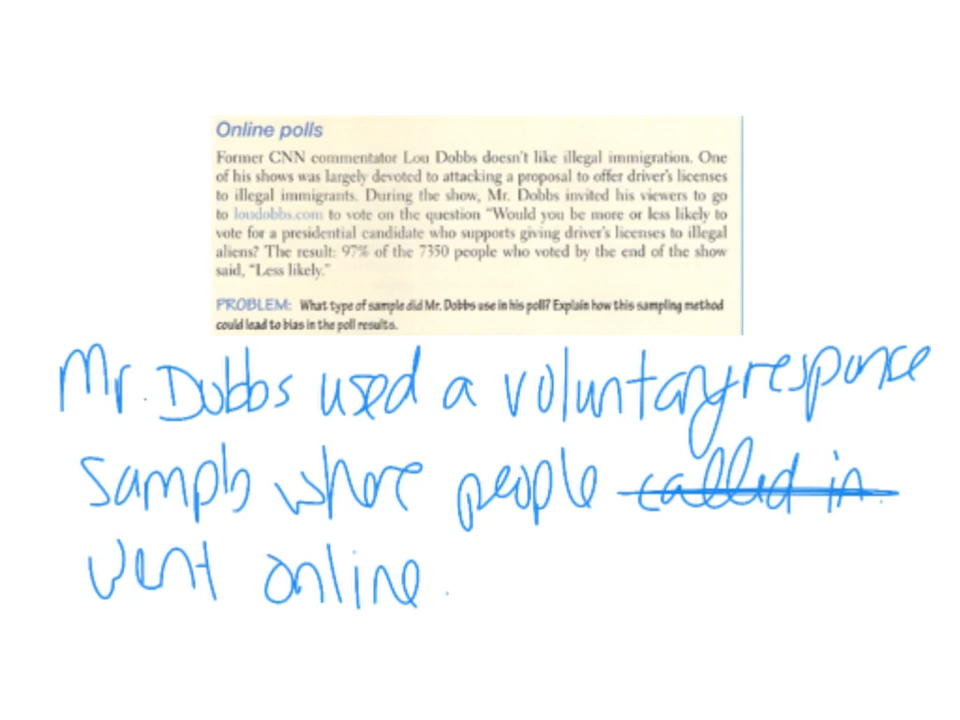 Online polls
Former CNN commentator Lou Dobbs doesn't like illegal immigration. One
of his shows was largely devoted to attacking a proposal to offer driver's licenses
to illegal immigrants. During the show, Mr. Dobbs invited his viewers to go
to loudobbs.com to vote on the question "Would you be more or less likely to
vote for a presidential candidate who supports giving driver's licenses to illegal
aliens? The result: 97% of the 7350 people who voted by the end of the show
said, "Less likely."
PROBLEM: What type of sample did Mr. Dobbs use in his poll? Explain how this sampling method
could lead to bias in the poll results.
Mr. Dobbs used a voluntary response
sample where people called in
went online.